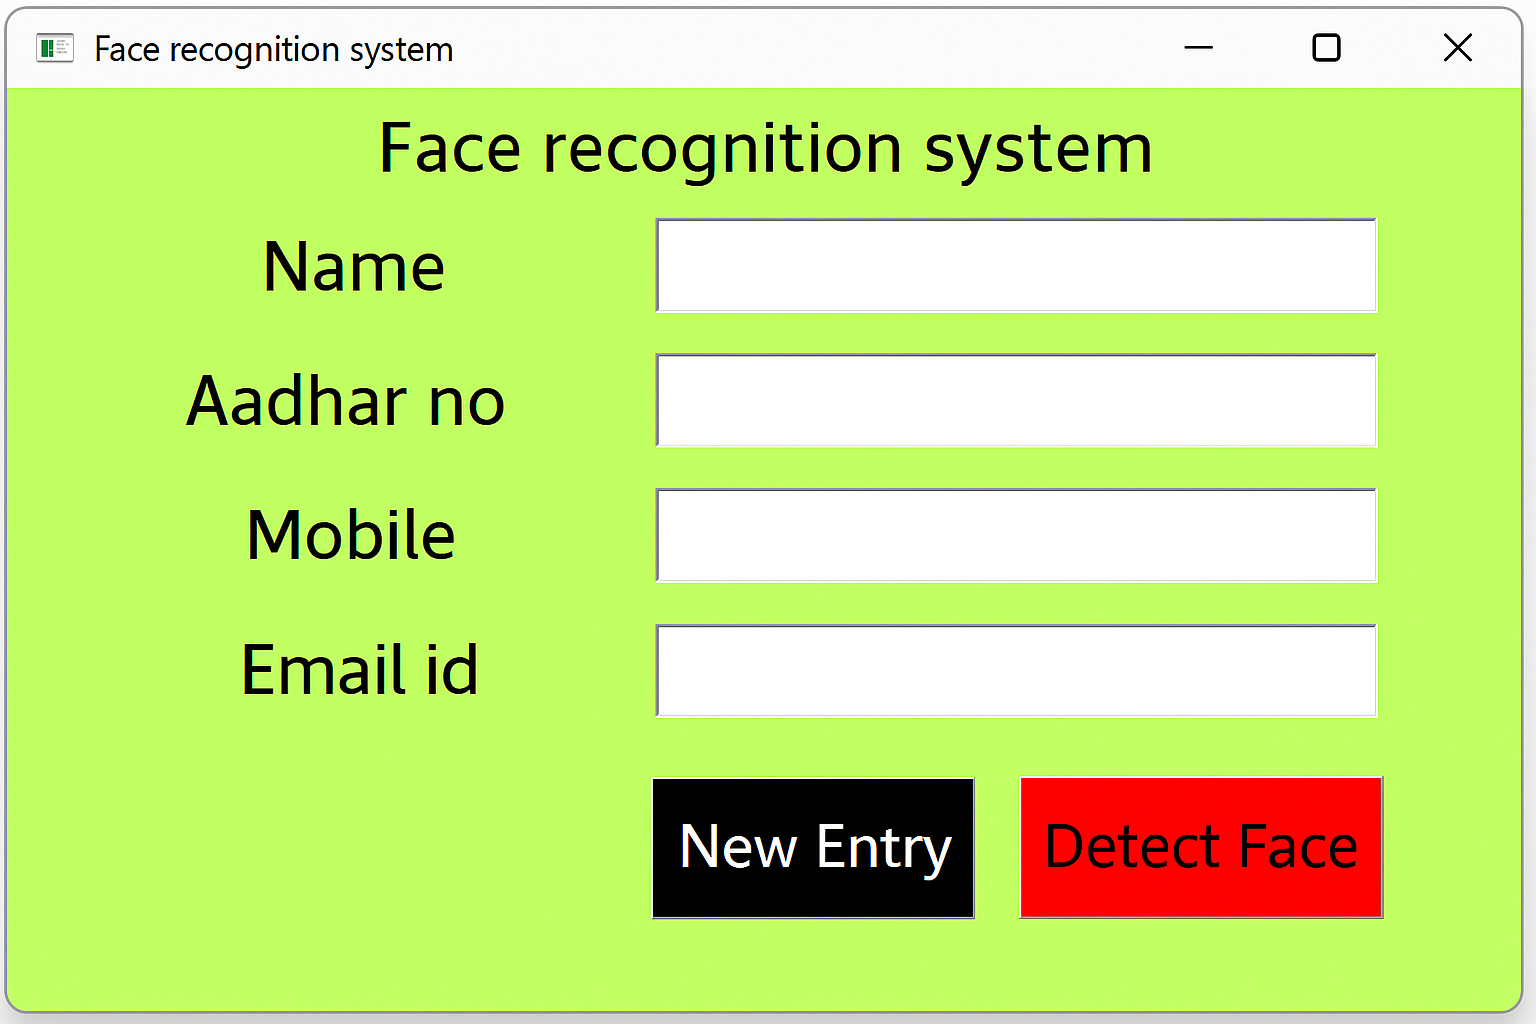 Face recognition system
Face recognition system
Name
Aadhar no
Mobile
Email id
New Entry Detect Face